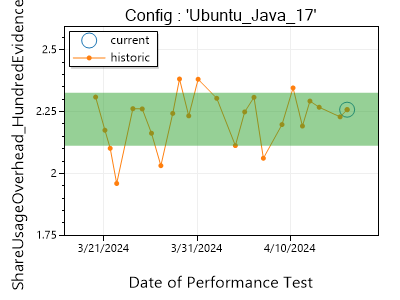 Config : 'Ubuntu_Java_17'
ShareUsageOverhead_HundredEvidence
current
historic
2.5
2.25
2
1.75
3/21/2024
3/31/2024
4/10/2024
Date of Performance Test